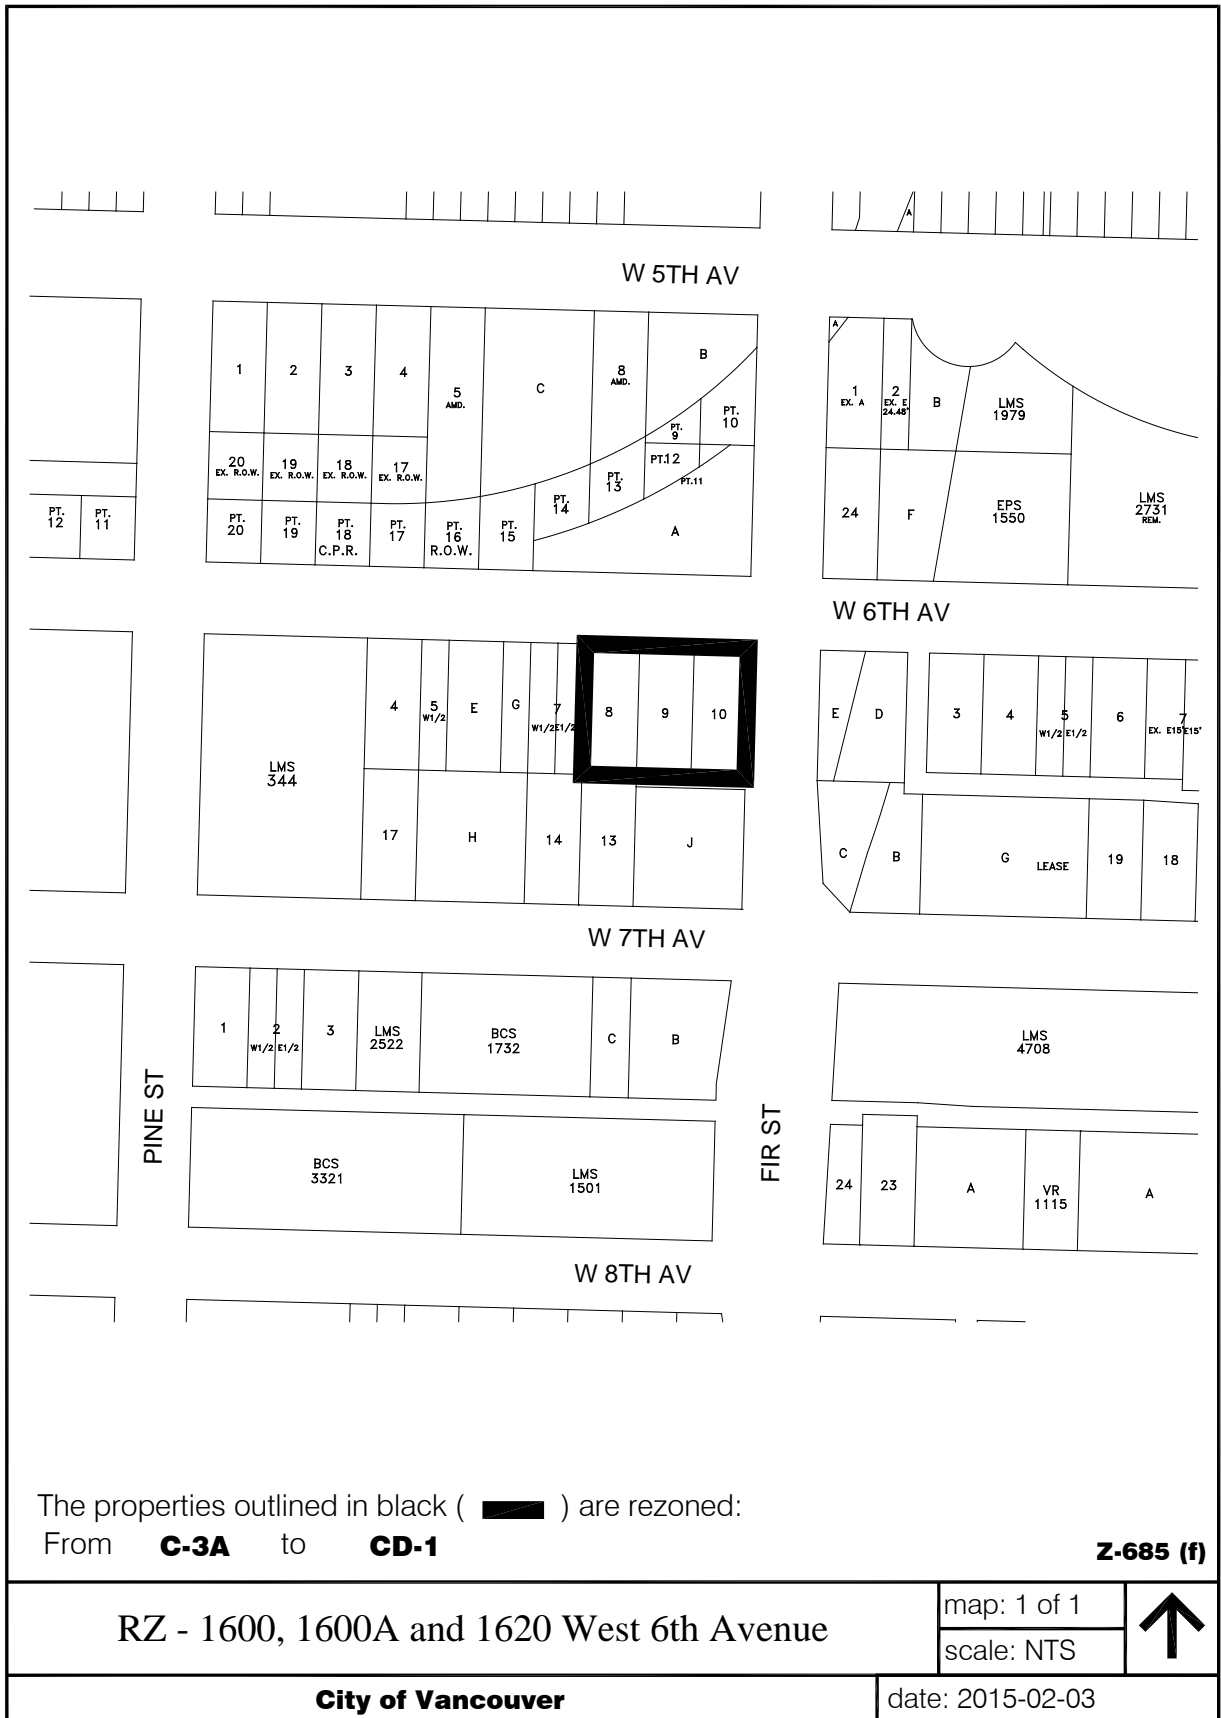 A
W 5TH AV
1
2
3
4
5
AMD.
C
8
AMD.
B
PT.
9
PT.
10
A
1
EX. A
2
EX. E
24.48'
B
LMS
1979
20
EX. R.O.W.
19
EX. R.O.W.
18
EX. R.O.W.
17
EX. R.O.W.
PT.12
PT.11
PT.
13
PT.
14
PT.
12
PT.
11
PT.
20
PT.
19
PT.
18
C.P.R.
PT.
17
PT.
16
R.O.W.
PT.
15
A
24
F
EPS
1550
LMS
2731
REM.
W 6TH AV
LMS
344
4
5
W1/2
E
G
7
W1/2 E1/2
8
9
10
E
D
3
4
5
W1/2 E1/2
6
7
EX. E15' E15'
17
H
14
13
J
C
B
G
LEASE
19
18
W 7TH AV
1
2
W1/2 E1/2
3
LMS
2522
BCS
1732
C
B
LMS
4708
PINE ST
FIR ST
BCS
3321
LMS
1501
24
23
A
VR
1115
A
W 8TH AV
The properties outlined in black ( ) are rezoned:
From C-3A to CD-1
Z-685 (f)
RZ - 1600, 1600A and 1620 West 6th Avenue
map: 1 of 1
scale: NTS
City of Vancouver
date: 2015-02-03